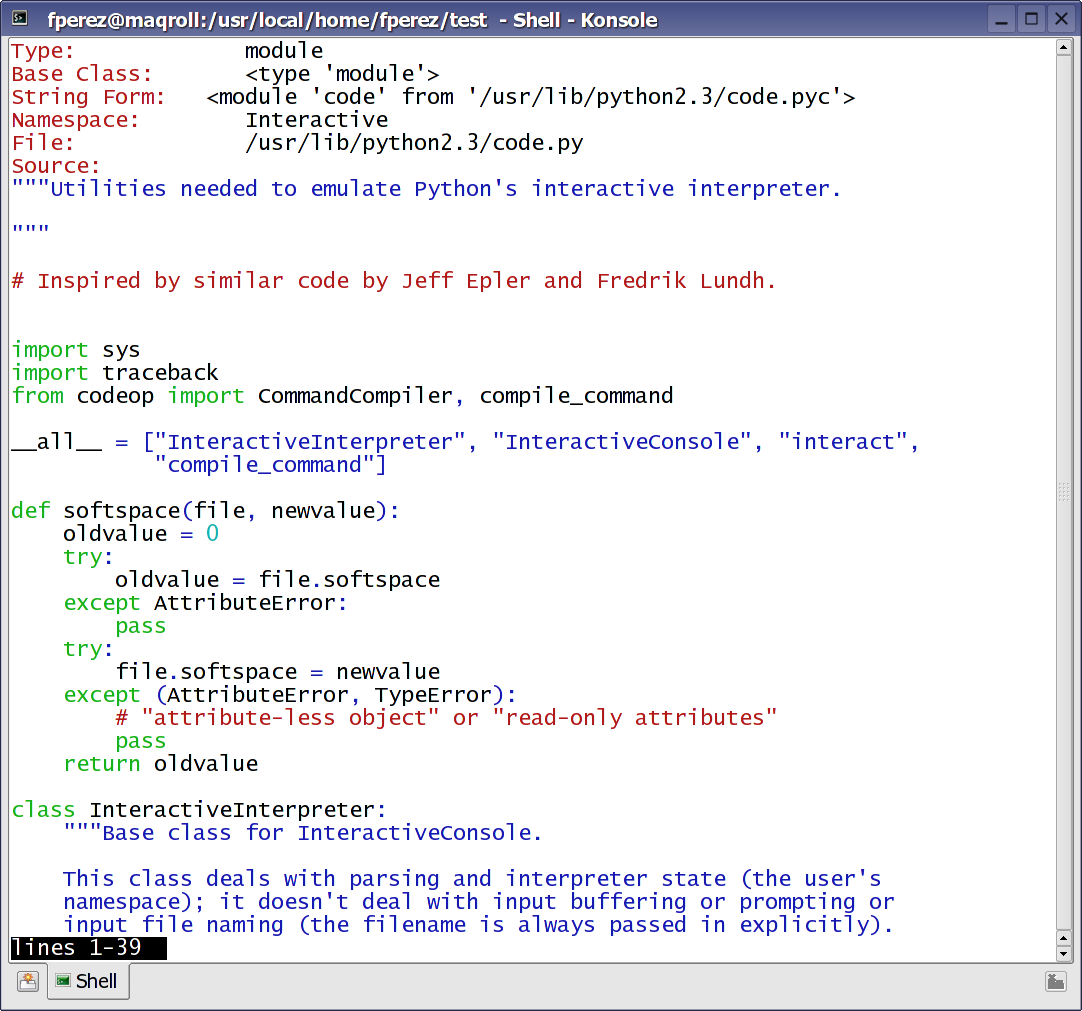 fperez@maqroll:/usr/local/home/fperez/test - Shell - Konsole
Type:             module
Base Class:       <type 'module'>
String Form:   <module 'code' from '/usr/lib/python2.3/code.pyc'>
Namespace:        Interactive
File:             /usr/lib/python2.3/code.py
Source:
"""Utilities needed to emulate Python's interactive interpreter.

"""

# Inspired by similar code by Jeff Epler and Fredrik Lundh.


import sys
import traceback
from codeop import CommandCompiler, compile_command

__all__ = ["InteractiveInterpreter", "InteractiveConsole", "interact",
           "compile_command"]

def softspace(file, newvalue):
    oldvalue = 0
    try:
        oldvalue = file.softspace
    except AttributeError:
        pass
    try:
        file.softspace = newvalue
    except (AttributeError, TypeError):
        # "attribute-less object" or "read-only attributes"
        pass
    return oldvalue

class InteractiveInterpreter:
    """Base class for InteractiveConsole.

    This class deals with parsing and interpreter state (the user's
    namespace); it doesn't deal with input buffering or prompting or
    input file naming (the filename is always passed in explicitly).
lines 1-39
Shell